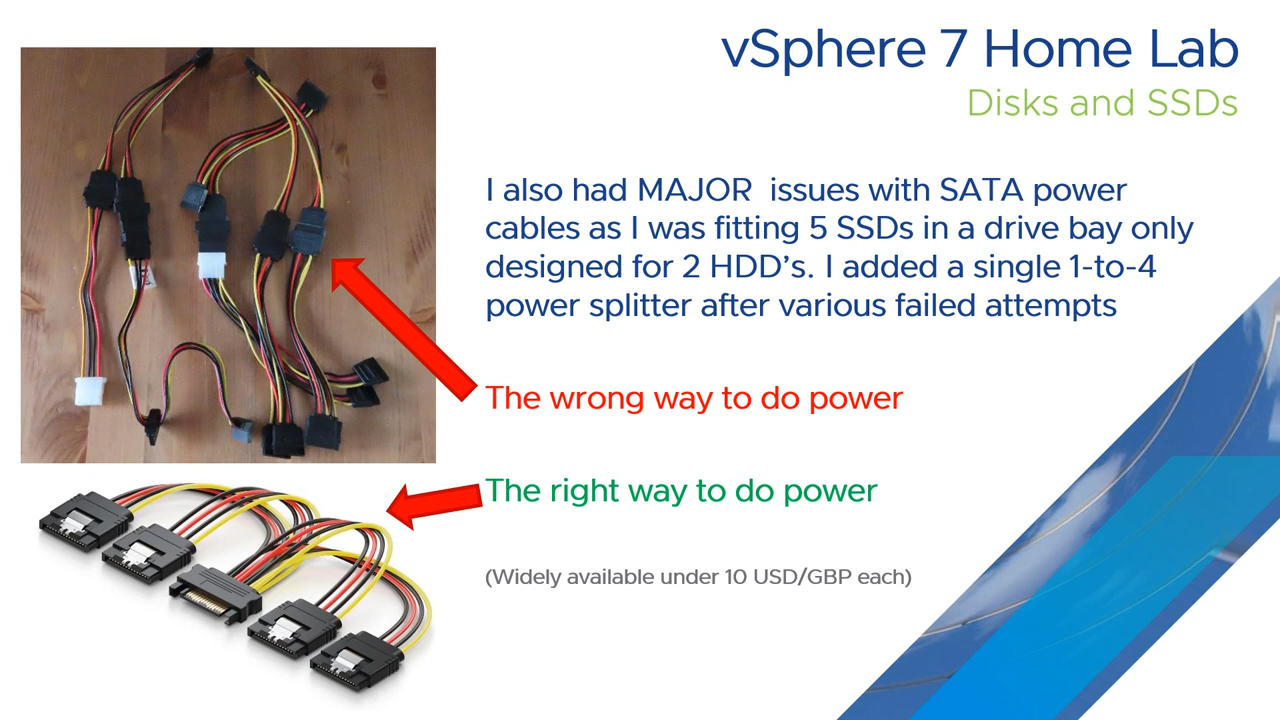 vSphere 7 Home Lab
Disks and SSDs
I also had MAJOR  issues with SATA power
cables as I was fitting 5 SSDs in a drive bay only
designed for 2 HDD’s. I added a single 1-to-4
power splitter after various failed attempts
The wrong way to do power
The right way to do power
(Widely available under 10 USD/GBP each)